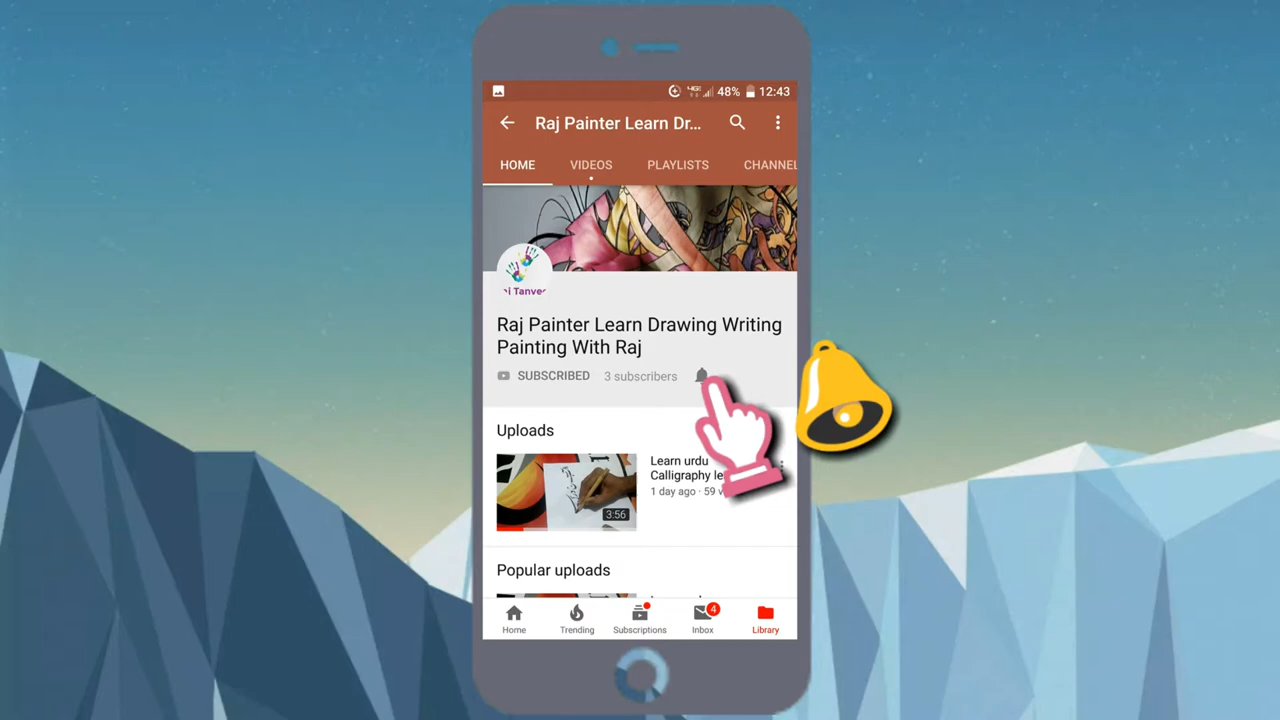 48% 12:43
Raj Painter Learn Dr...
HOME VIDEOS PLAYLISTS CHANNEL
Raj Painter Learn Drawing Writing
Painting With Raj
SUBSCRIBED 3 subscribers
Uploads
Learn urdu
Calligraphy le
1 day ago · 59 v
3:56
Popular uploads
Home Trending Subscriptions Inbox 4 Library